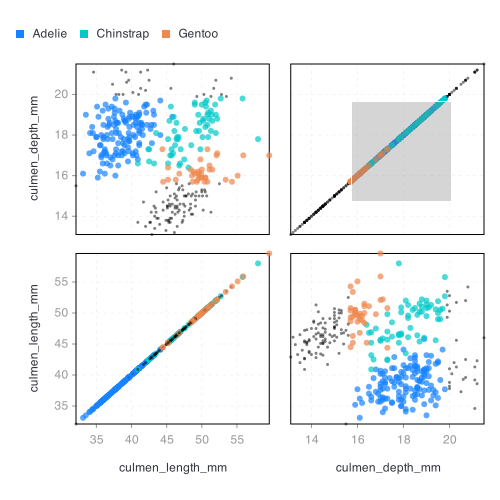 Adelie Chinstrap Gentoo
culmen_depth_mm
20
18
16
14
culmen_length_mm
55
50
45
40
35
35 40 45 50 55
14 16 18 20
culmen_length_mm
culmen_depth_mm